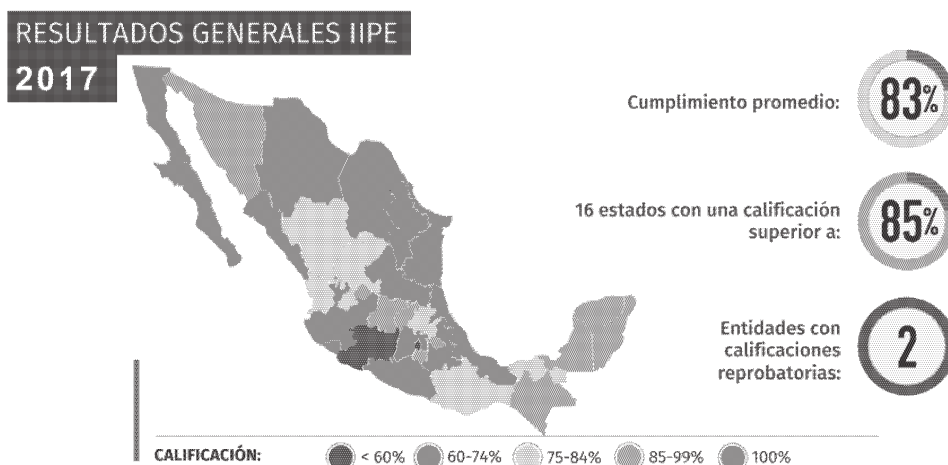 RESULTADOS GENERALES IIPE
2017
Cumplimiento promedio:
83%
16 estados con una calificación
superior a:
85%
Entidades con
calificaciones
reprobatorias:
2
CALIFICACIÓN:
< 60%
60-74%
75-84%
85-99%
100%